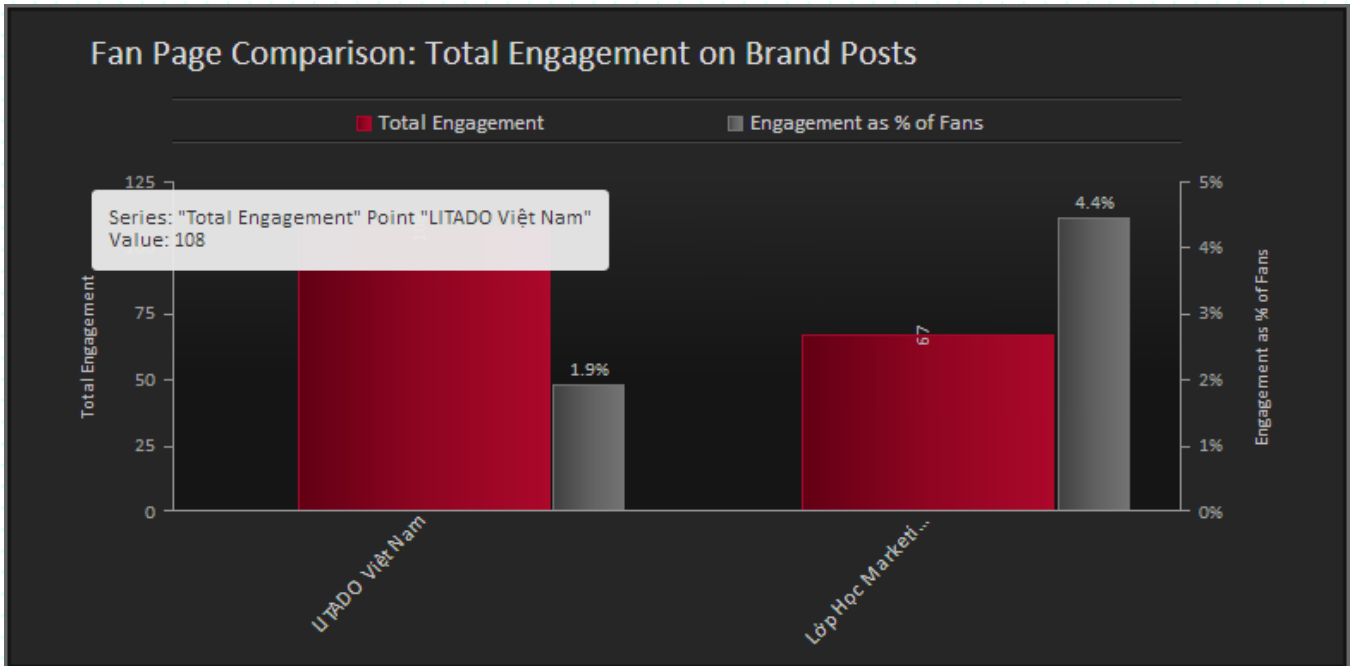 Fan Page Comparison: Total Engagement on Brand Posts
Total Engagement
Engagement as % of Fans
125
Series: "Total Engagement" Point "LITADO Việt Nam"
Value: 108
75
50
25
0
Total Engagement
1.9%
67
4.4%
5%
4%
3%
2%
1%
0%
Engagement as % of Fans
LITADO Việt Nam
Lớp Học Marketi...